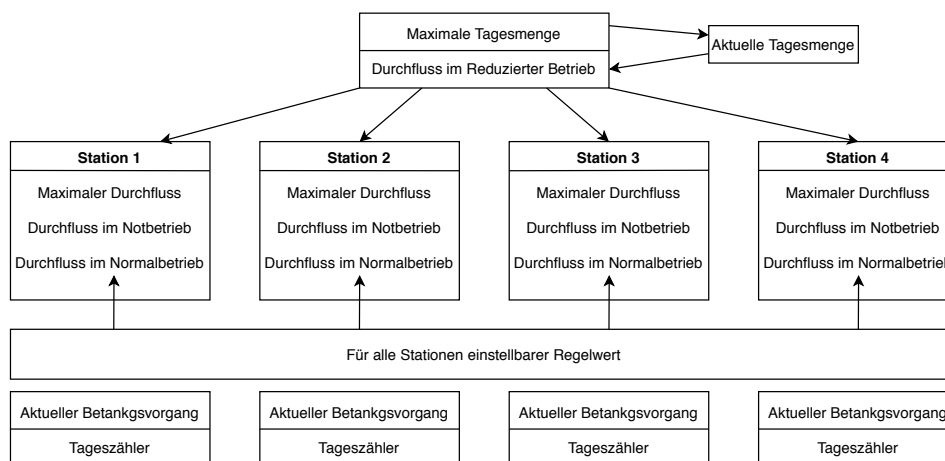 Maximale Tagesmenge
Aktuelle Tagesmenge
Durchfluss im Reduzierter Betrieb
Station 1
Station 2
Station 3
Station 4
Maximaler Durchfluss
Maximaler Durchfluss
Maximaler Durchfluss
Maximaler Durchfluss
Durchfluss im Notbetrieb
Durchfluss im Notbetrieb
Durchfluss im Notbetrieb
Durchfluss im Notbetrieb
Durchfluss im Normalbetrieb
Durchfluss im Normalbetrieb
Durchfluss im Normalbetrieb
Durchfluss im Normalbetrieb
Für alle Stationen einstellbarer Regelwert
Aktueller Betankgsvorgang
Aktueller Betankgsvorgang
Aktueller Betankgsvorgang
Aktueller Betankgsvorgang
Tageszähler
Tageszähler
Tageszähler
Tageszähler